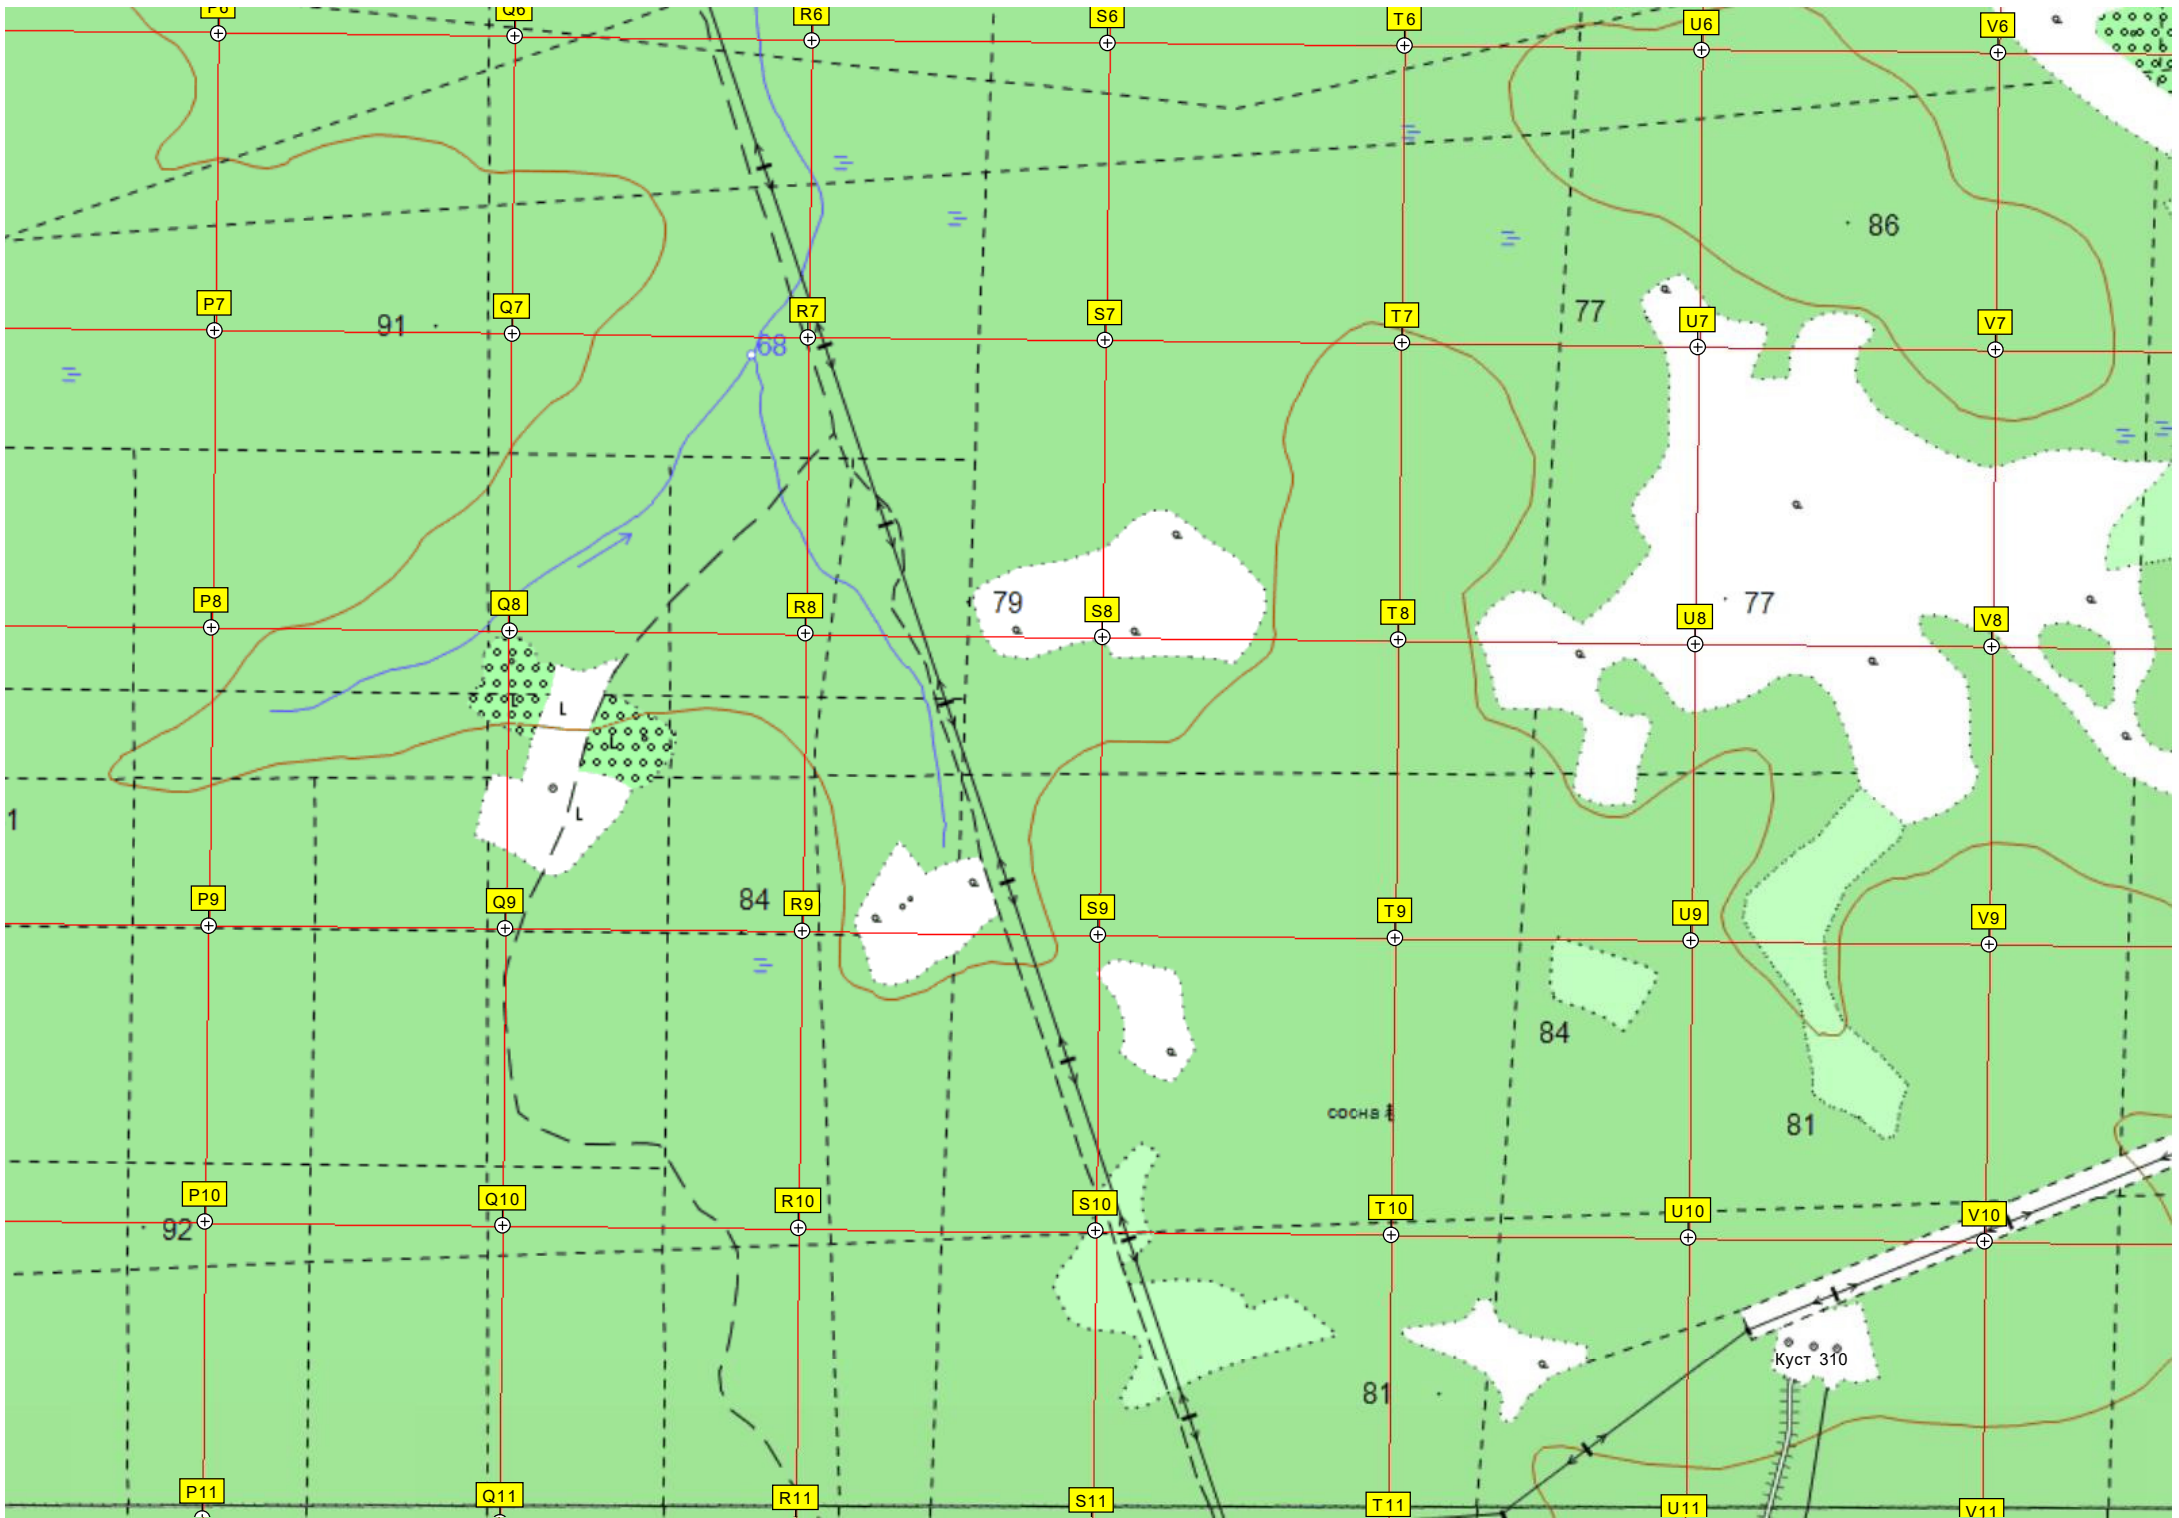 P6 Q6 R6 S6 T6 U6 V6
86
P7 Q7 R7 S7 T7 77 U7 V7
91 68
P8 Q8 R8 79 S8 T8 U8 77 V8
L L
L
L
1
P9 Q9 84 R9 S9 T9 U9 V9
84
сосна
81
P10 Q10 R10 S10 T10 U10 V10
92
Куст 310
81
P11 Q11 R11 S11 T11 U11 V11